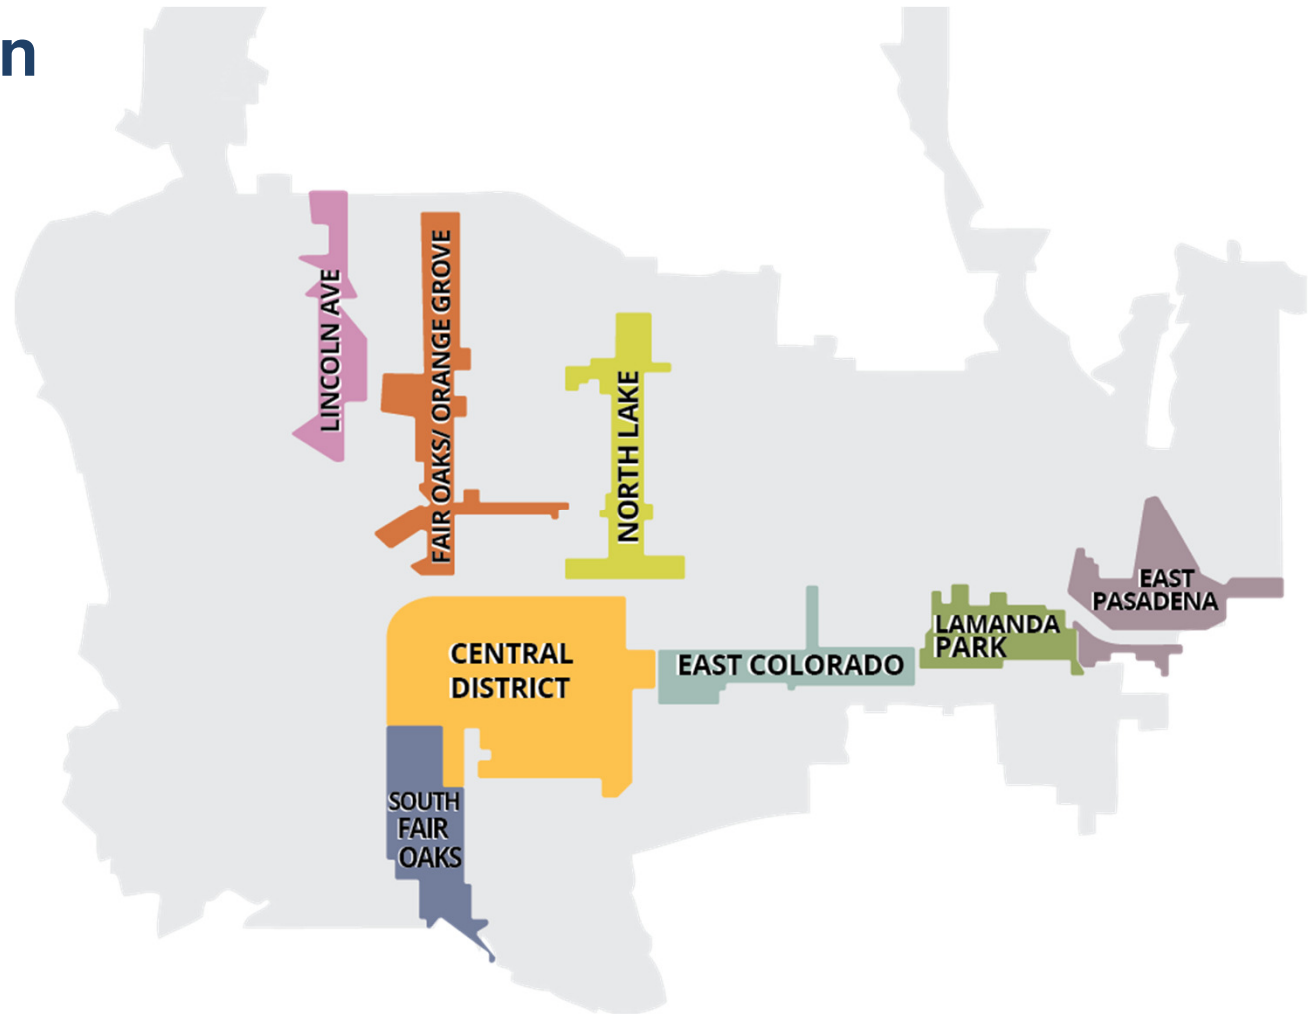 n
LINCOLN AVE
FAIR OAKS/ ORANGE GROVE
NORTH LAKE
EAST
PASADENA
LAMANDA
PARK
EAST COLORADO
CENTRAL
DISTRICT
SOUTH
FAIR
OAKS